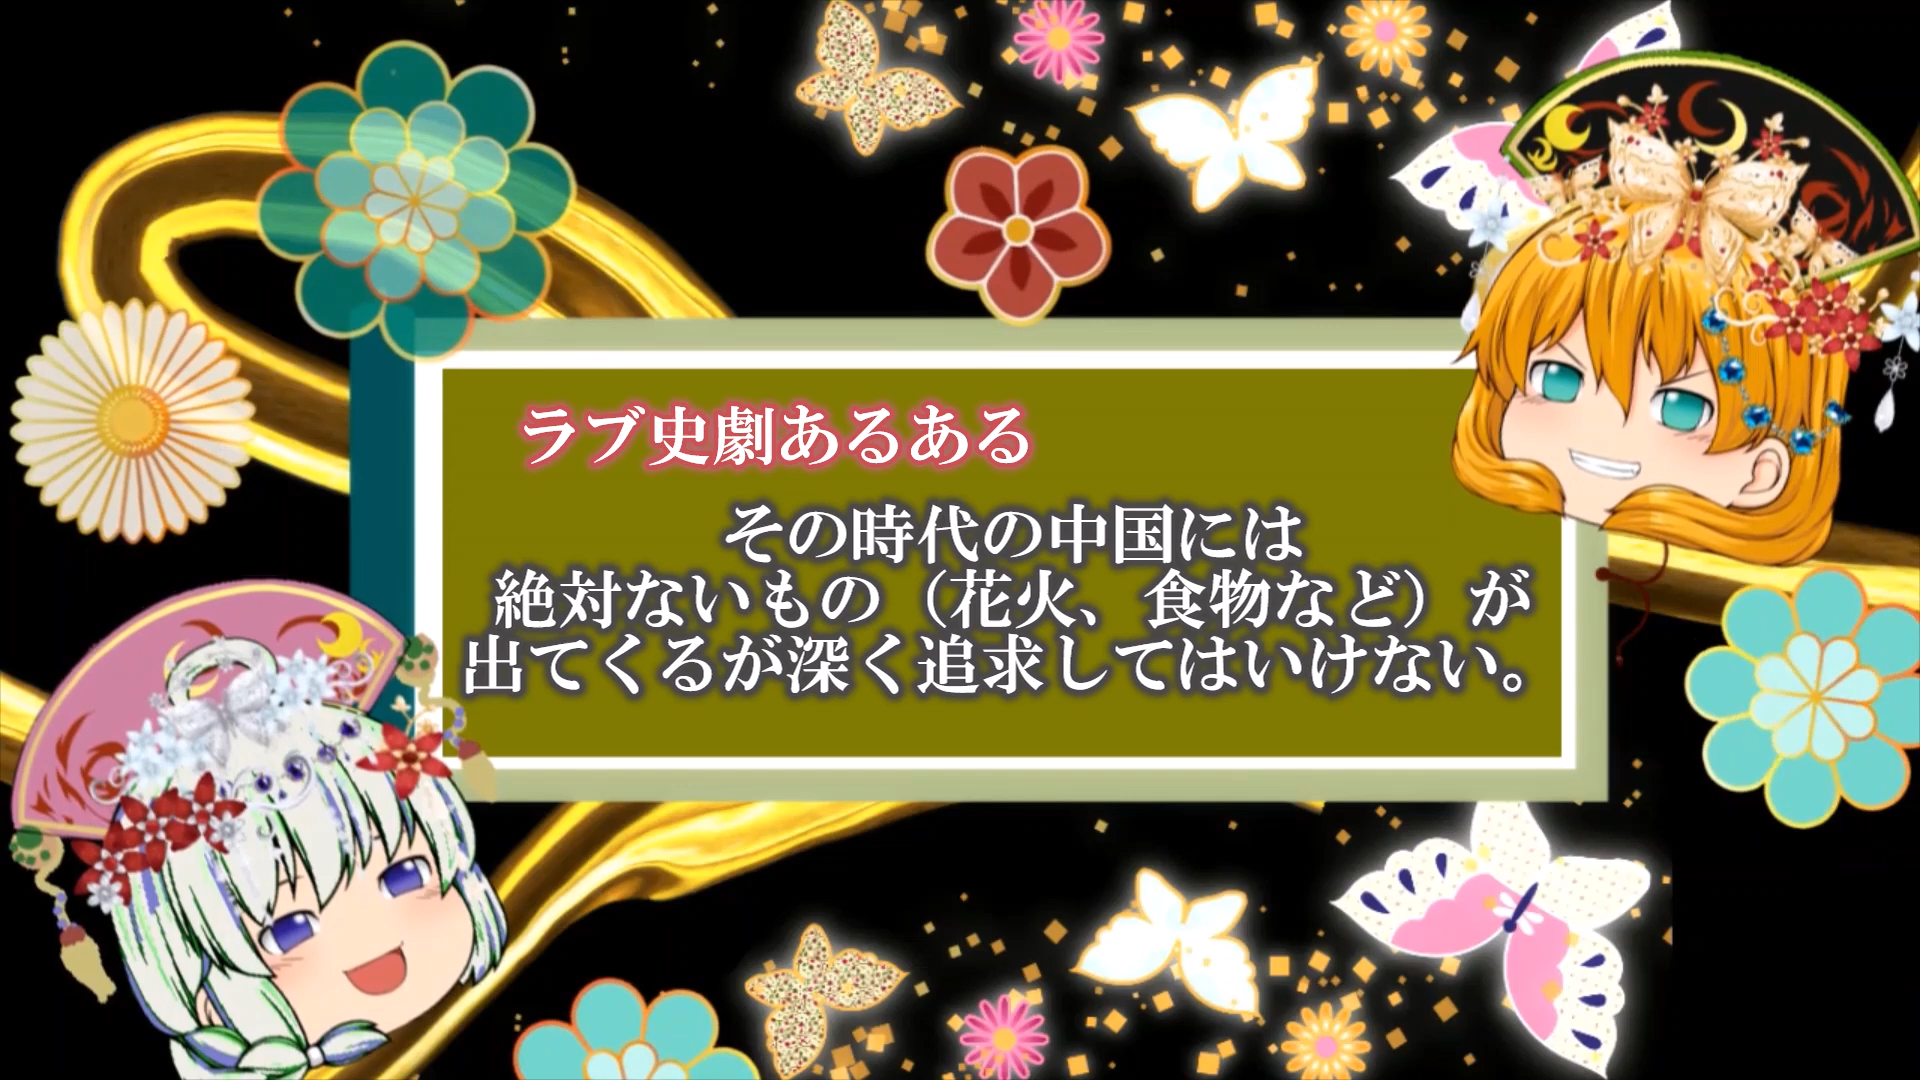 ラブ史劇あるある
その時代の中国には
絶対ないもの（花火、食物など）が
出てくるが深く追求してはいけない。